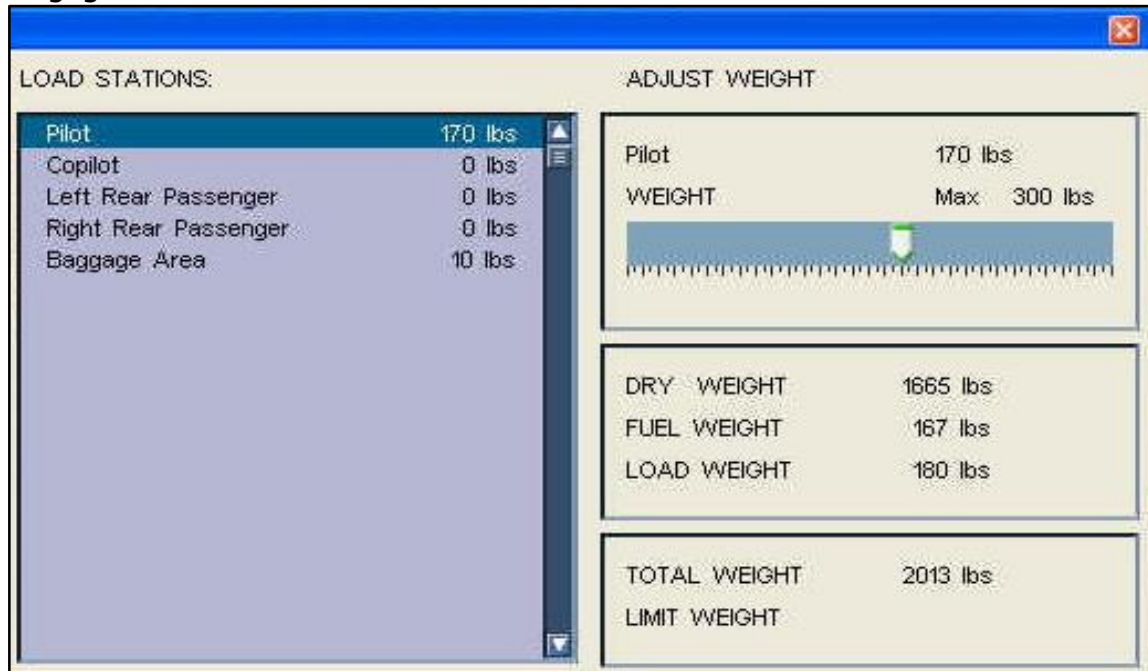 LOAD STATIONS:
Pilot 170 lbs
Copilot 0 lbs
Left Rear Passenger 0 lbs
Right Rear Passenger 0 lbs
Baggage Area 10 lbs
ADJUST WEIGHT
Pilot 170 lbs
WEIGHT Max 300 lbs
DRY WEIGHT 1665 lbs
FUEL WEIGHT 167 lbs
LOAD WEIGHT 180 lbs
TOTAL WEIGHT 2013 lbs
LIMIT WEIGHT